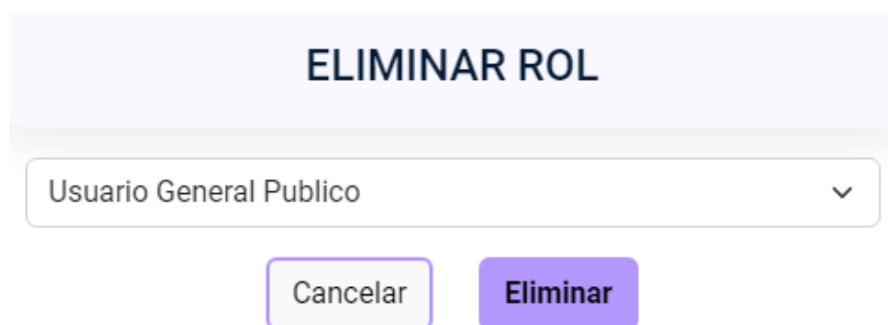 ELIMINAR ROL
Usuario General Publico
Cancelar Eliminar